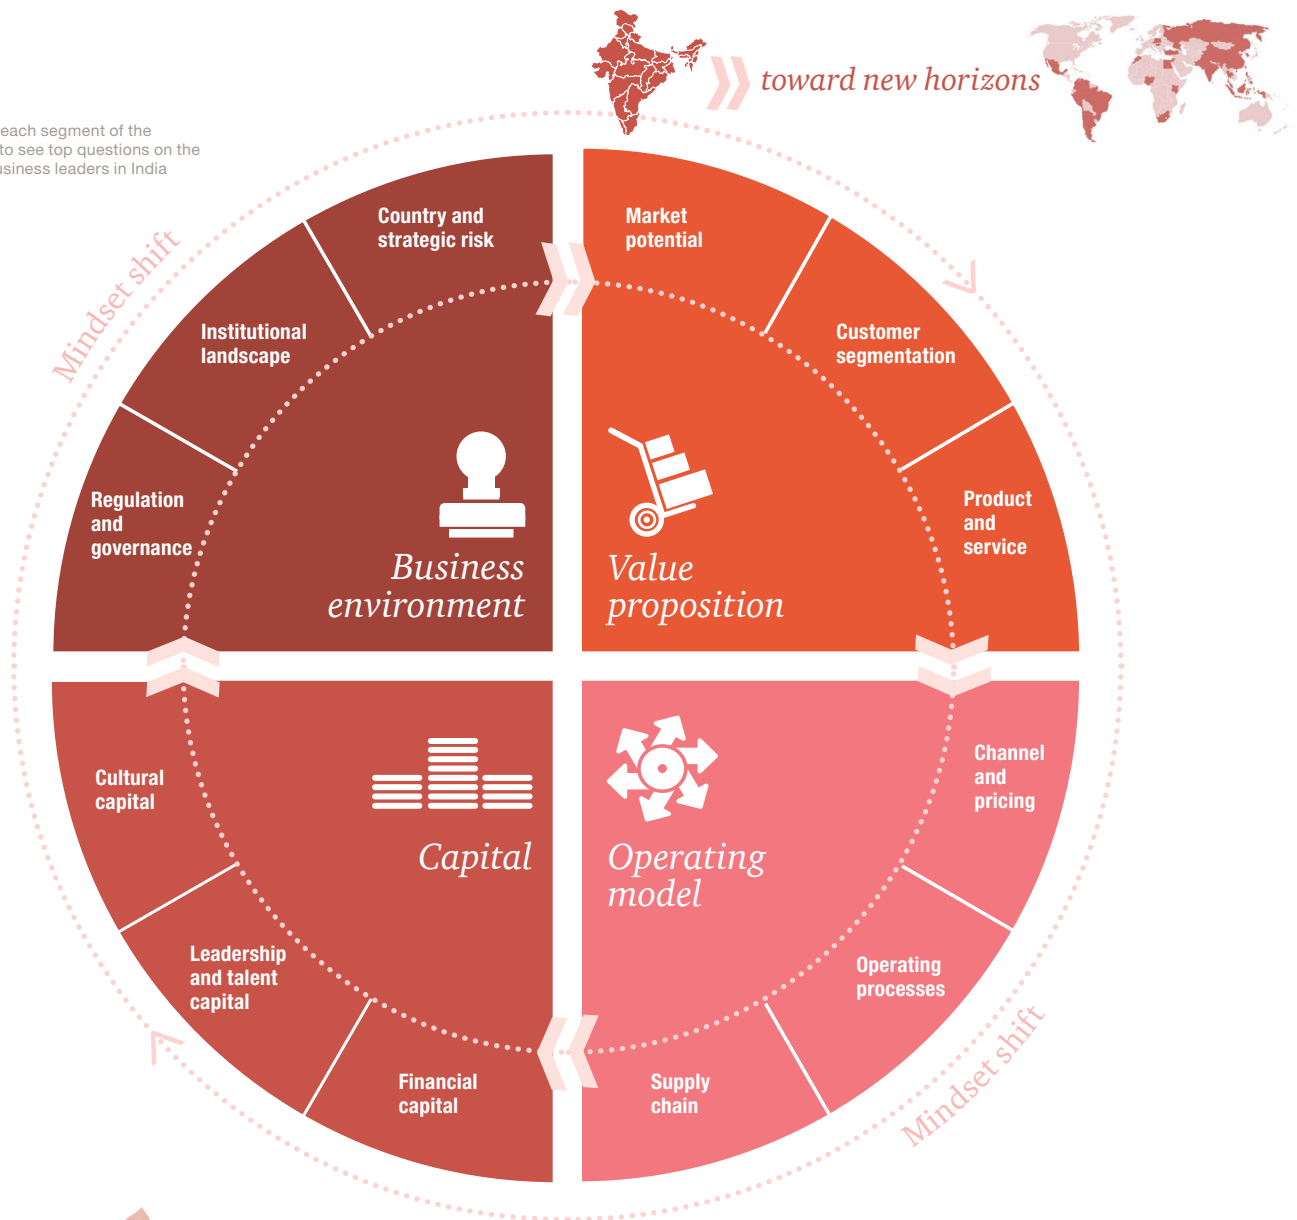 toward new horizons
each segment of the
to see top questions on the
usiness leaders in India
Mindset shift
Country and
strategic risk
Institutional
landscape
Regulation
and
governance
Business
environment
Market
potential
Customer
segmentation
Product
and
service
Value
proposition
Cultural
capital
Leadership
and talent
capital
Financial
capital
Capital
Channel
and
pricing
Operating
processes
Supply
chain
Operating
model
Mindset shift